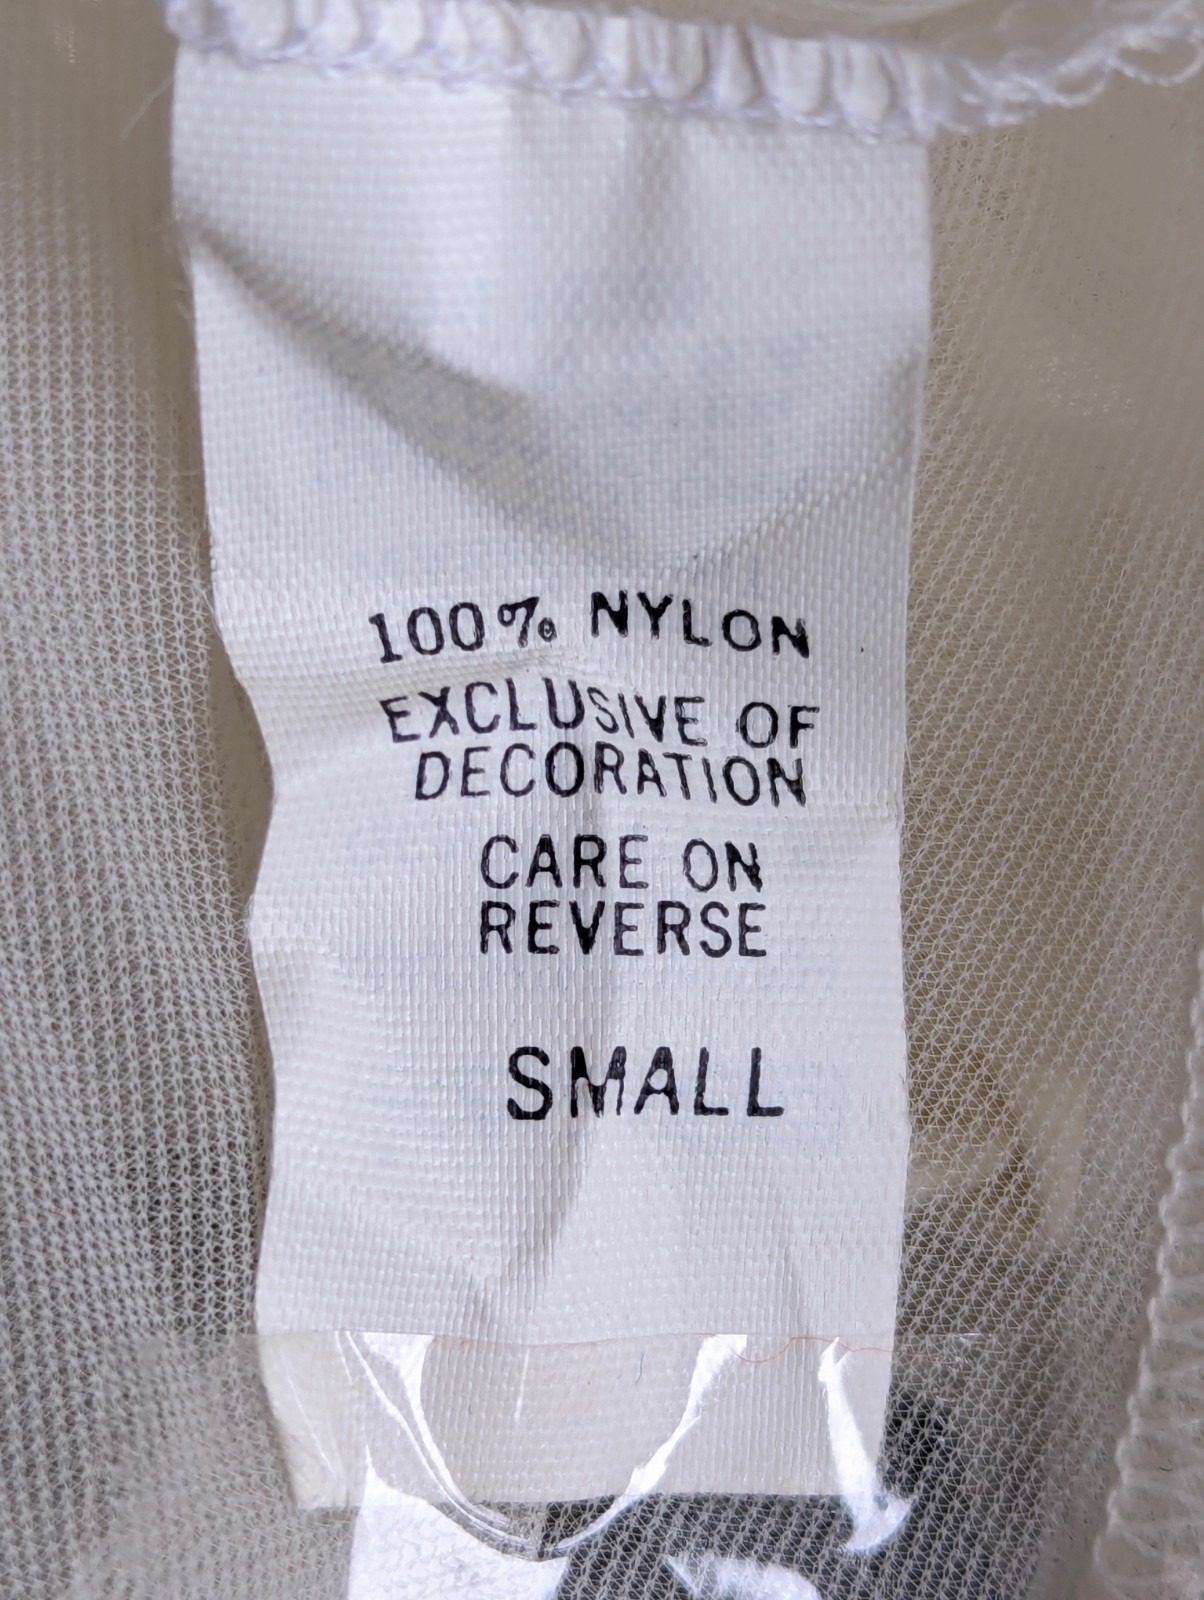 100% NYLON
EXCLUSIVE OF
DECORATION
CARE ON
REVERSE
SMALL